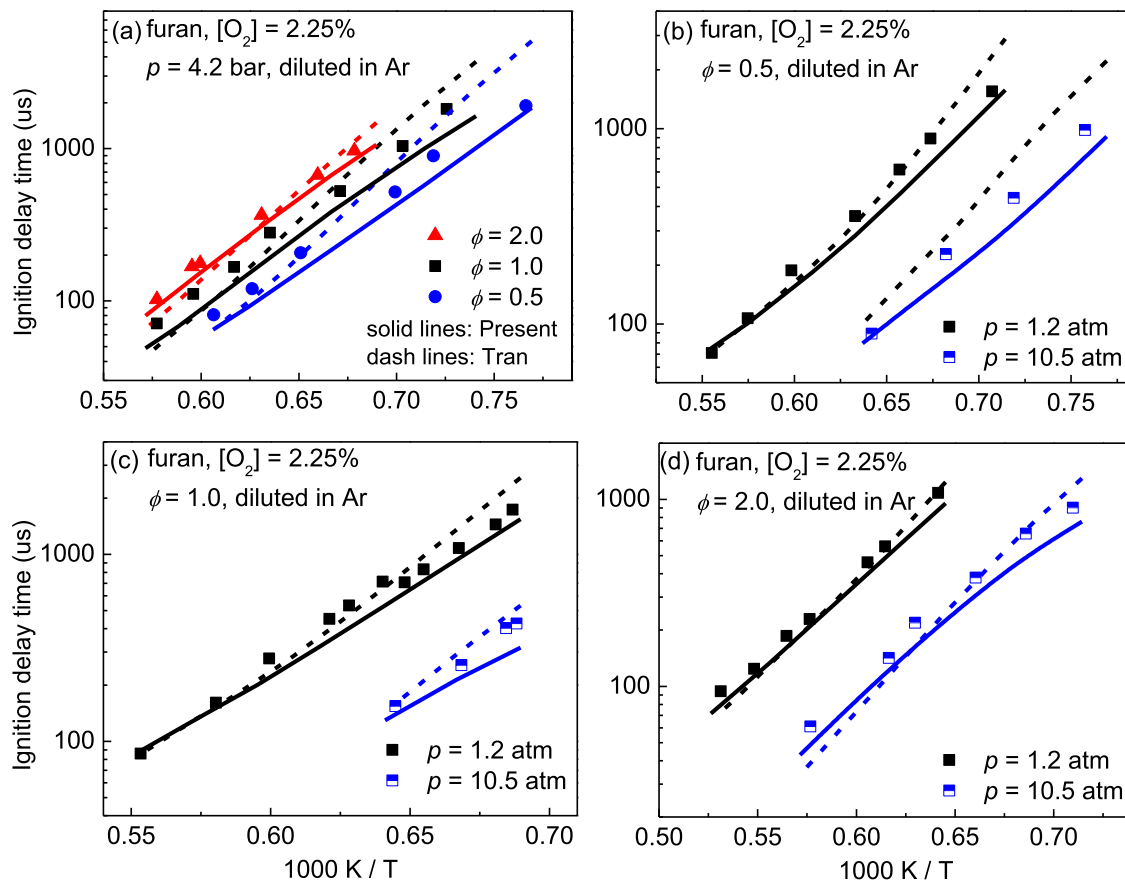 (a) furan, [O₂] = 2.25%
p = 4.2 bar, diluted in Ar
1000
100
ϕ = 2.0
ϕ = 1.0
ϕ = 0.5
solid lines: Present
dash lines: Tran
0.55 0.60 0.65 0.70 0.75
Ignition delay time (us)
(b) furan, [O₂] = 2.25%
ϕ = 0.5, diluted in Ar
1000
100
p = 1.2 atm
p = 10.5 atm
0.55 0.60 0.65 0.70 0.75
(c) furan, [O₂] = 2.25%
ϕ = 1.0, diluted in Ar
1000
100
p = 1.2 atm
p = 10.5 atm
0.55 0.60 0.65 0.70
Ignition delay time (us)
1000 K / T
(d) furan, [O₂] = 2.25%
ϕ = 2.0, diluted in Ar
1000
100
p = 1.2 atm
p = 10.5 atm
0.50 0.55 0.60 0.65 0.70
1000 K / T